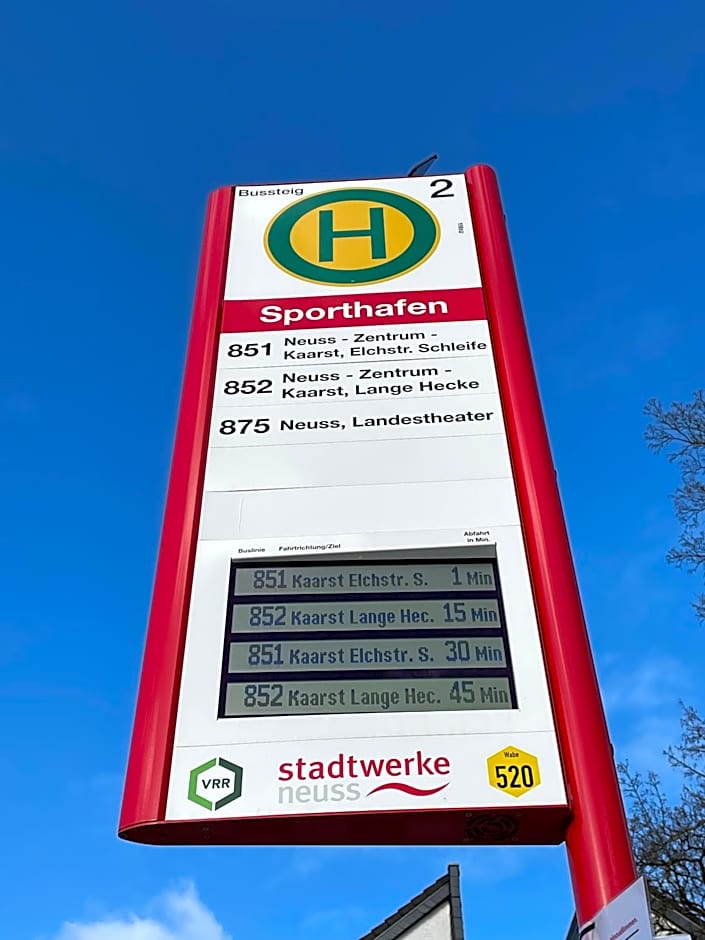 Bussteig 2
H
Sporthafen
851 Neuss - Zentrum -
Kaarst, Elchstr. Schleife
852 Neuss - Zentrum -
Kaarst, Lange Hecke
875 Neuss, Landestheater
Buslinie Fahrtrichtung/Ziel Abfahrt
in Min.
851 Kaarst Elchstr. S. 1 Min
852 Kaarst Lange Hec. 15 Min
851 Kaarst Elchstr. S. 30 Min
852 Kaarst Lange Hec. 45 Min
VRR
stadtwerke
neuss
Wabe
520